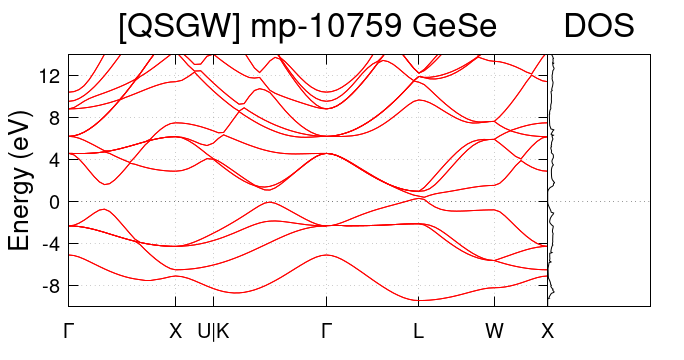 [QSGW] mp-10759 GeSe DOS
Energy (eV)
12
8
4
0
-4
-8
Γ X U|K Γ L W X